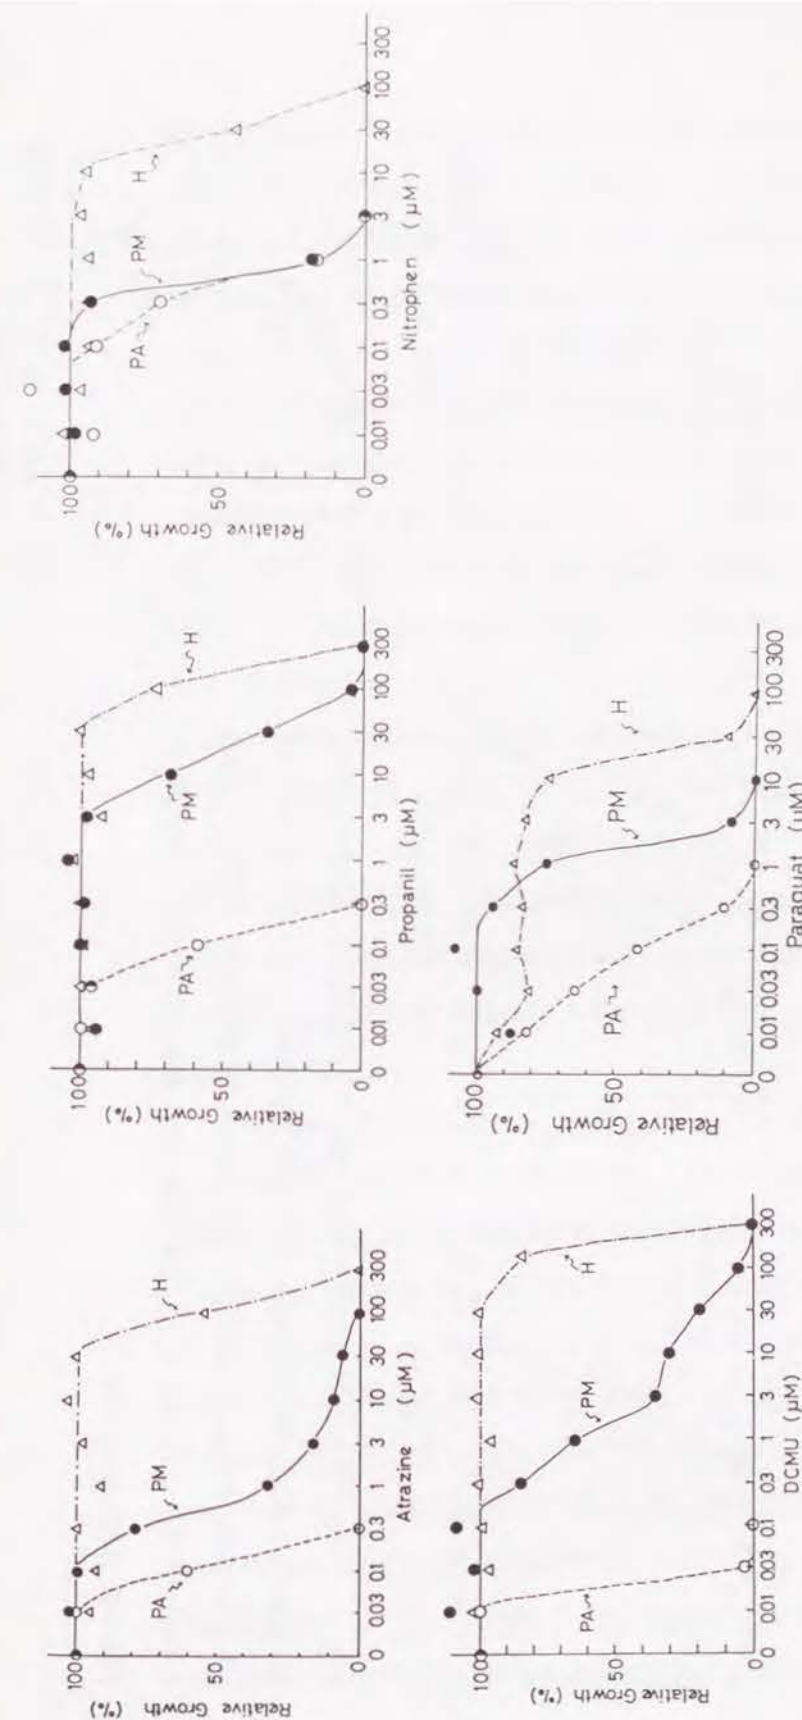 Relative Growth (%)
100
50
0
PA
PM
H
0 0.03 0.1 0.3 1 3 10 30 100 300
Atrazine (µM)
Relative Growth (%)
100
50
0
PA
PM
H
0 0.01 0.03 0.1 0.3 1 3 10 30 100 300
Propanil (µM)
Relative Growth (%)
100
50
0
PA
PM
H
0 0.01 0.03 0.1 0.3 1 3 10 30 100 300
Nitrophen (µM)
Relative Growth (%)
100
50
0
PA
PM
H
0 0.01 0.03 0.1 0.3 1 3 10 30 100 300
DCMU (µM)
Relative Growth (%)
100
50
0
PA
PM
H
0 0.01 0.03 0.1 0.3 1 3 10 30 100 300
Paraquat (µM)